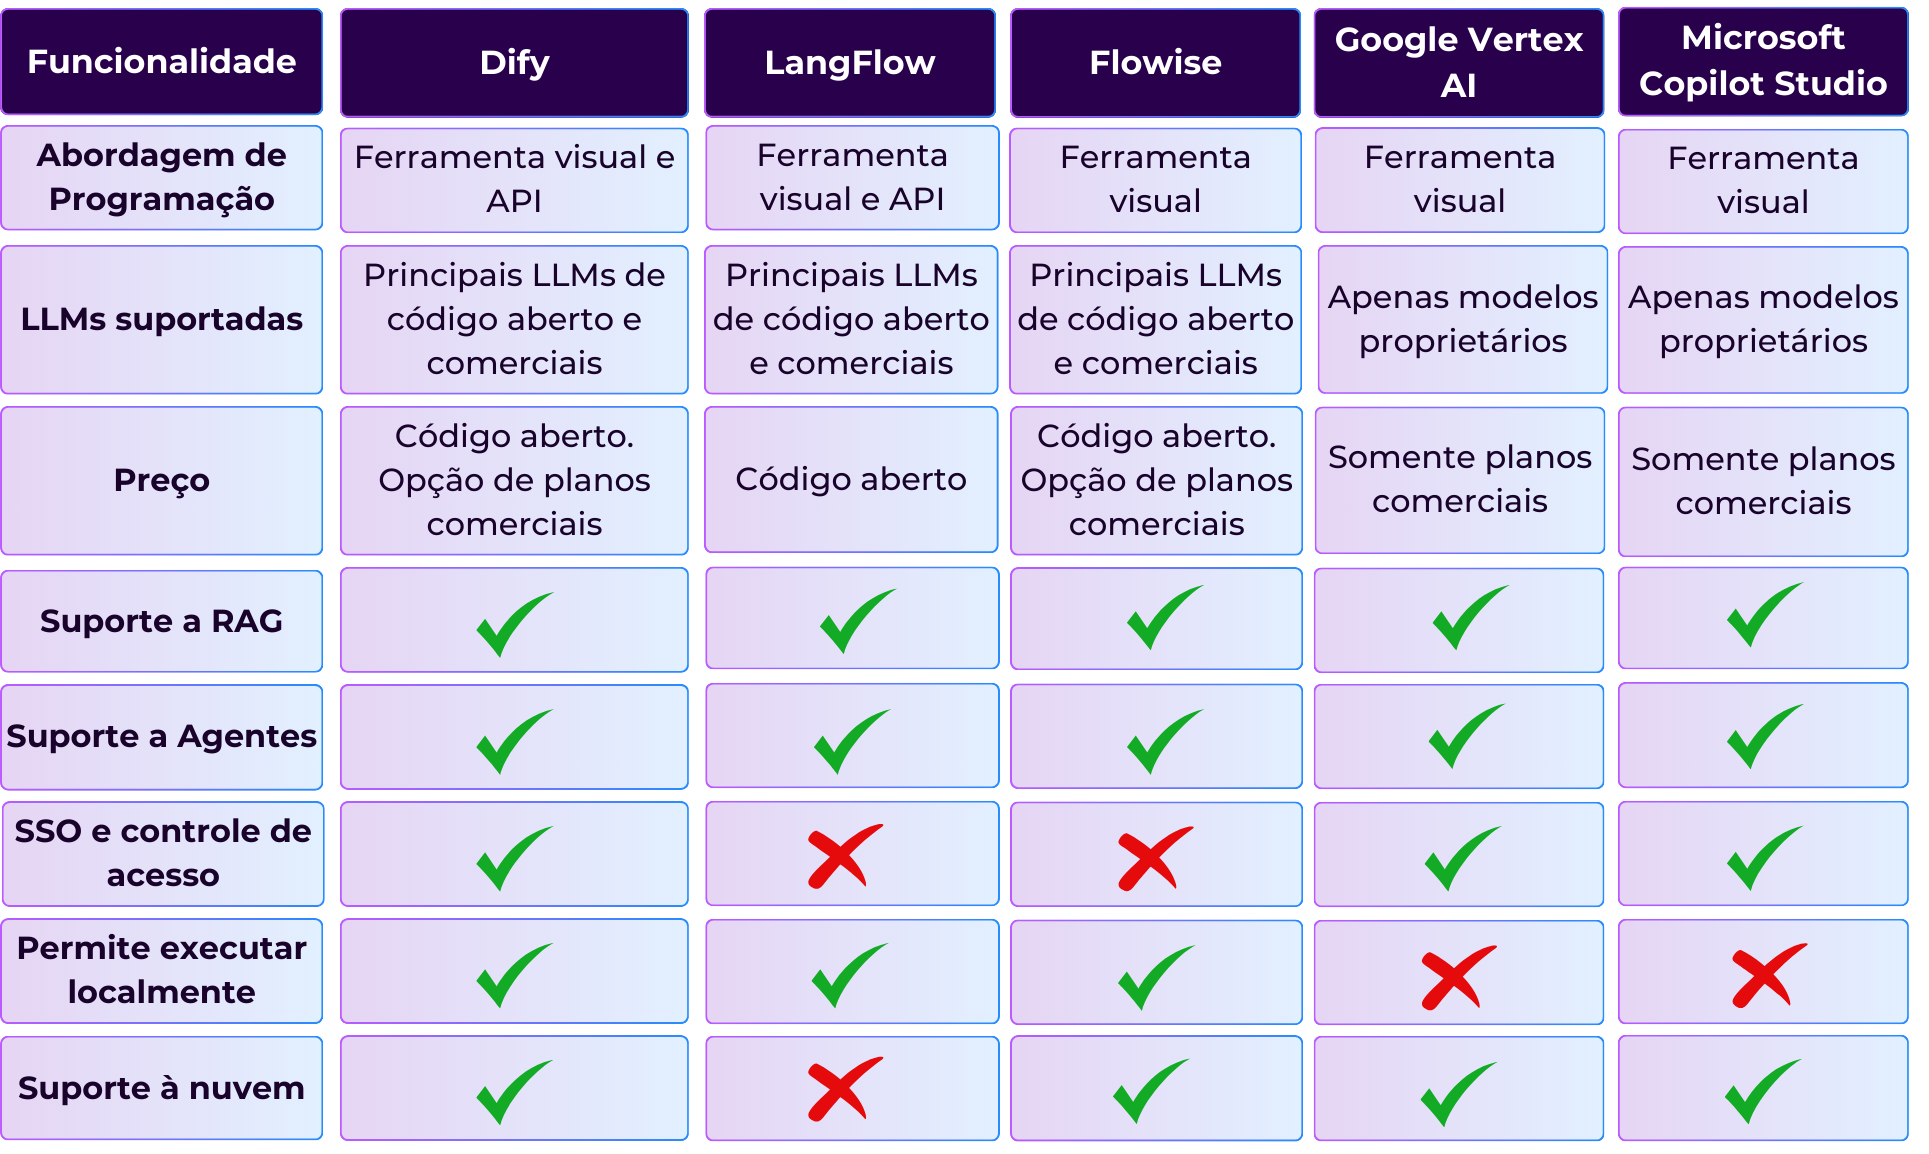 Funcionalidade
Dify
LangFlow
Flowise
Google Vertex
AI
Microsoft
Copilot Studio
Abordagem de
Programação
Ferramenta visual e
API
Ferramenta
visual e API
Ferramenta
visual
Ferramenta
visual
Ferramenta
visual
LLMs suportadas
Principais LLMs de
código aberto e
comerciais
Principais LLMs
de código aberto
e comerciais
Principais LLMs
de código aberto
e comerciais
Apenas modelos
proprietários
Apenas modelos
proprietários
Preço
Código aberto.
Opção de planos
comerciais
Código aberto
Código aberto.
Opção de planos
comerciais
Somente planos
comerciais
Somente planos
comerciais
Suporte a RAG
Suporte a Agentes
SSO e controle de
acesso
Permite executar
localmente
Suporte à nuvem